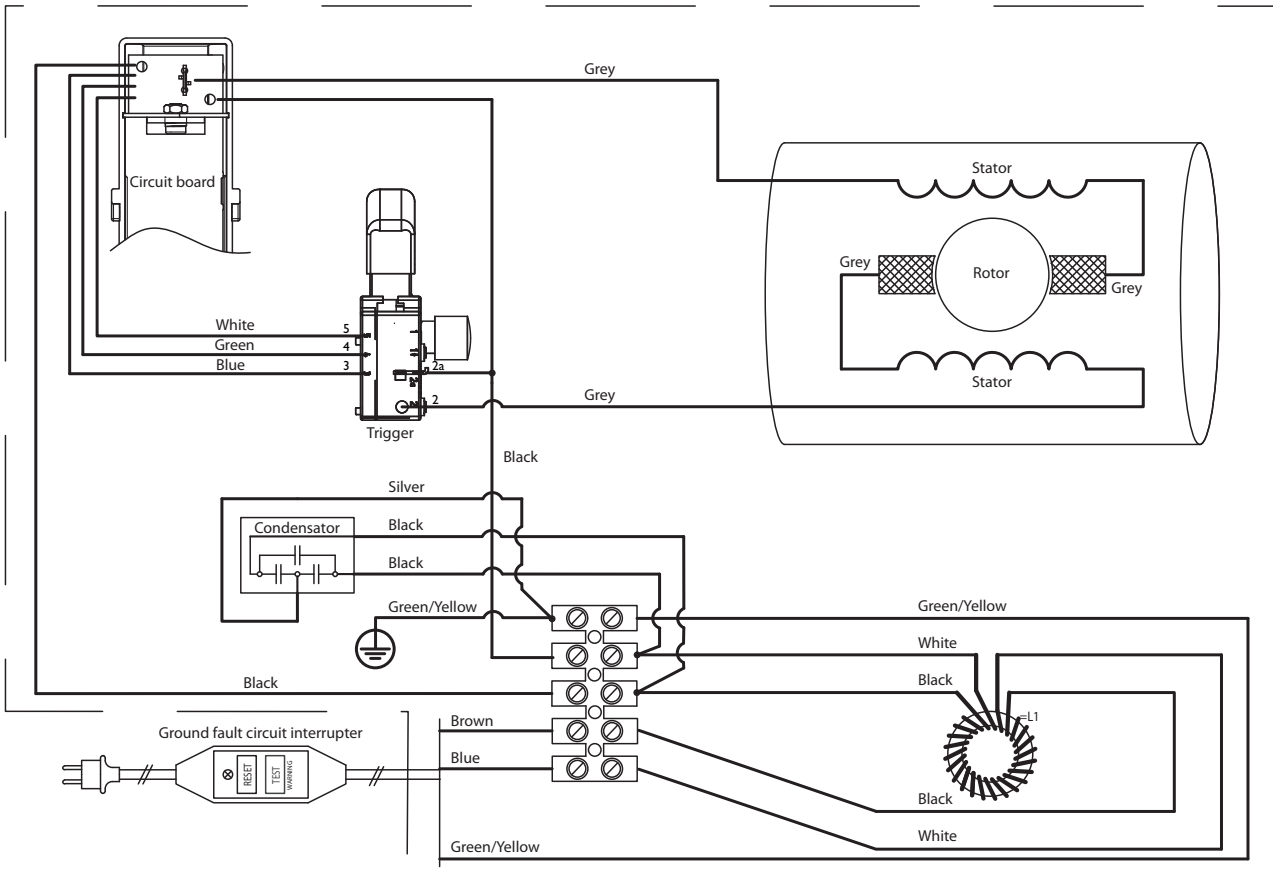 Grey
Circuit board
Stator
Grey
Rotor
Grey
White
5
Green
4
Blue
3
2a
Stator
2
Grey
Trigger
Black
Silver
Condensator
Black
Black
Green/Yellow
Green/Yellow
White
Black
Black
=L1
Ground fault circuit interrupter
Brown
RESET
TEST
WARNING
Blue
Black
White
Green/Yellow